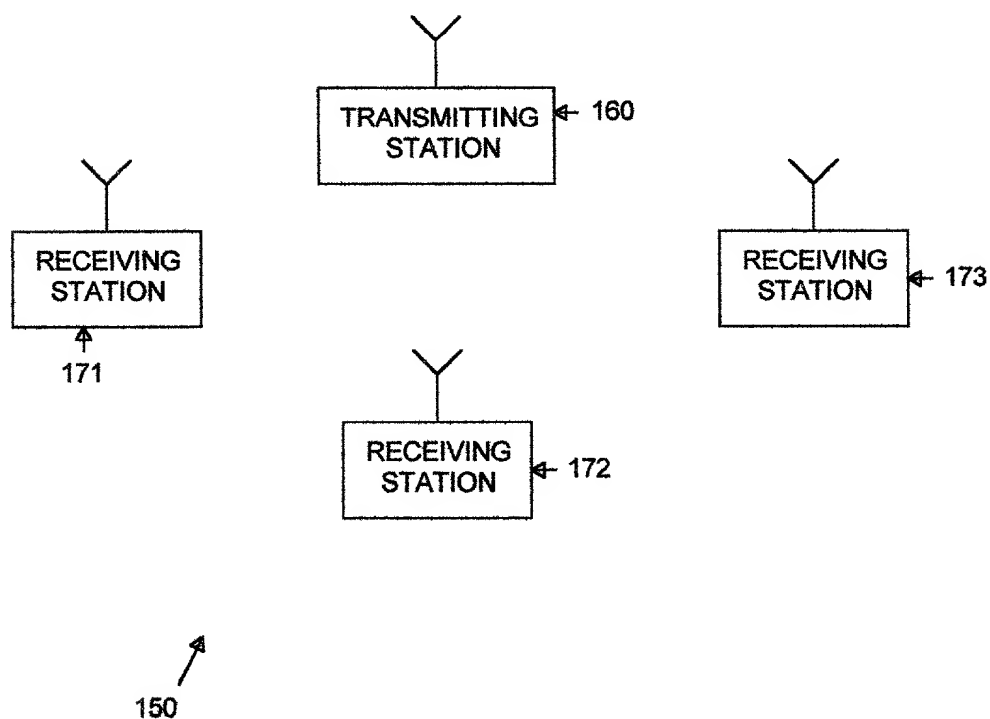 TRANSMITTING
STATION
160
RECEIVING
STATION
171
RECEIVING
STATION
173
RECEIVING
STATION
172
150